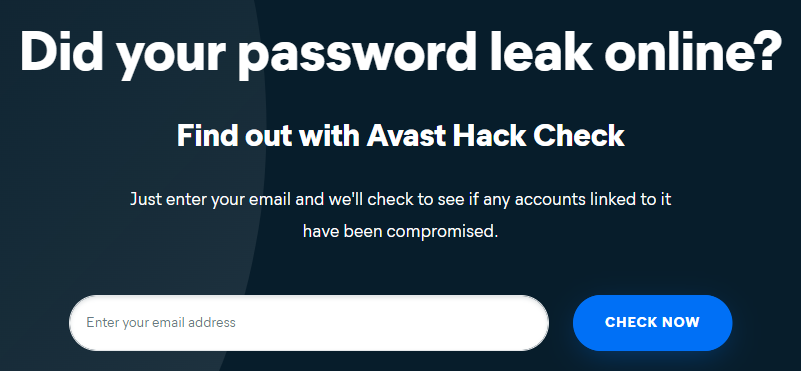 Did your password leak online?
Find out with Avast Hack Check
Just enter your email and we'll check to see if any accounts linked to it
have been compromised.
Enter your email address
CHECK NOW